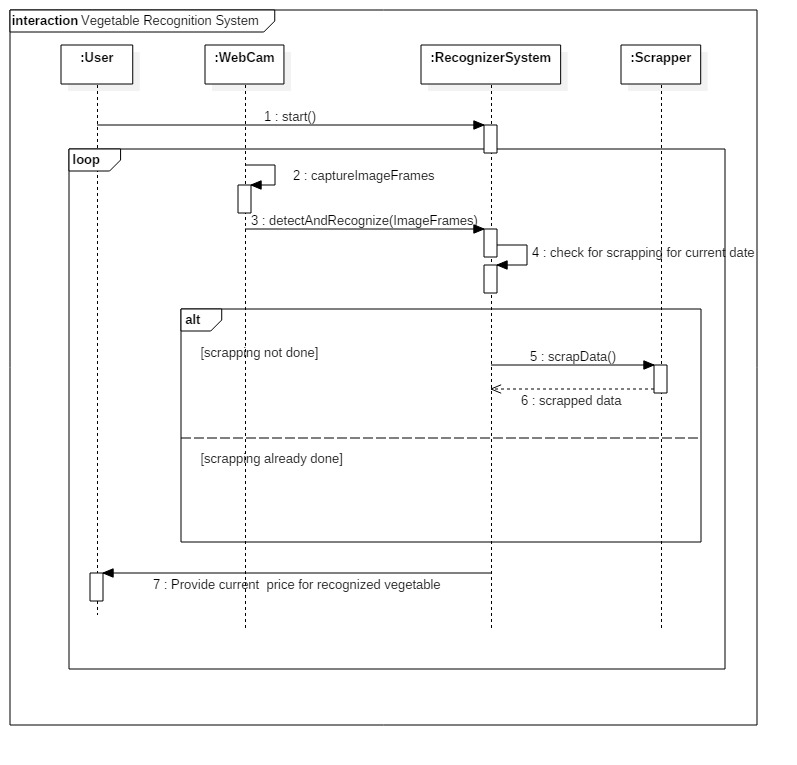 interaction Vegetable Recognition System
:User
:WebCam
:RecognizerSystem
:Scrapper
1 : start()
loop
2 : captureImageFrames
3 : detectAndRecognize(ImageFrames)
4 : check for scrapping for current date
alt
[scrapping not done]
5 : scrapData()
6 : scrapped data
[scrapping already done]
7 : Provide current  price for recognized vegetable